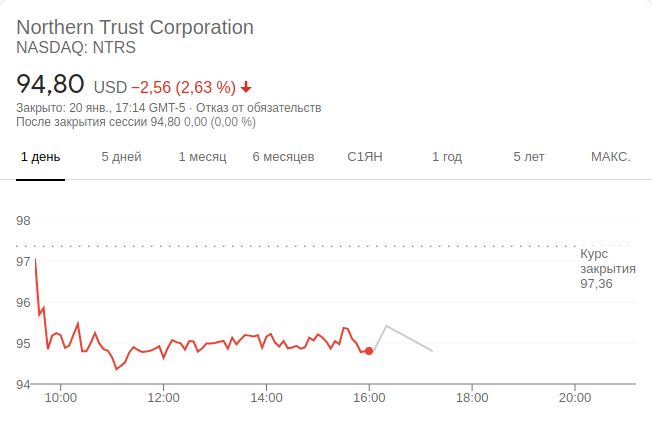 Northern Trust Corporation
NASDAQ: NTRS
94,80 USD −2,56 (2,63 %)
Закрыто: 20 янв., 17:14 GMT-5 · Отказ от обязательств
После закрытия сессии 94,80 0,00 (0,00 %)
1 день 5 дней 1 месяц 6 месяцев С1ЯН 1 год 5 лет МАКС.
98
97
96
95
94
Курс
закрытия
97,36
10:00 12:00 14:00 16:00 18:00 20:00